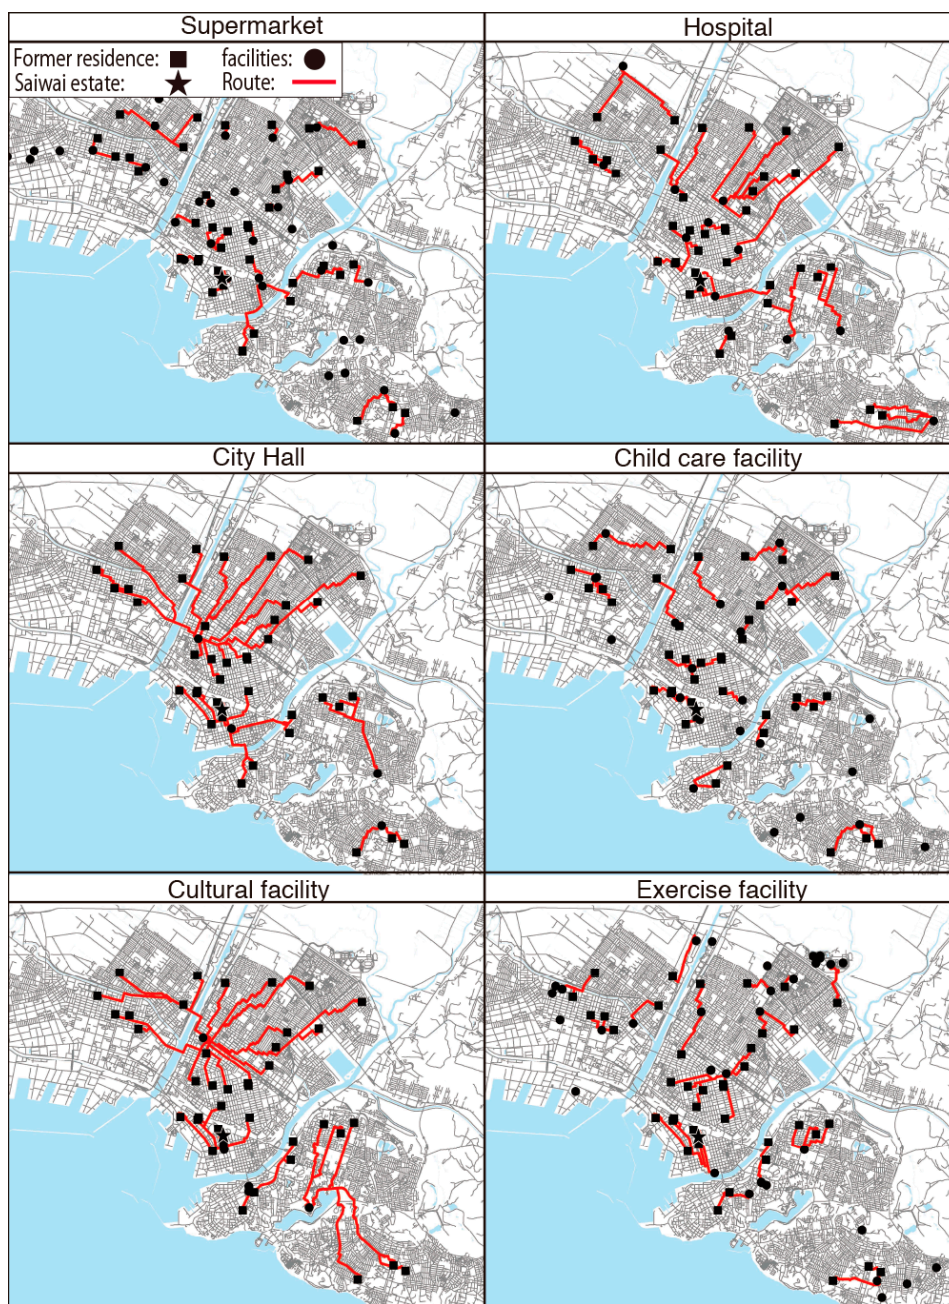 Supermarket
Hospital
Former residence: facilities:
Saiwai estate: Route:
City Hall
Child care facility
Cultural facility
Exercise facility